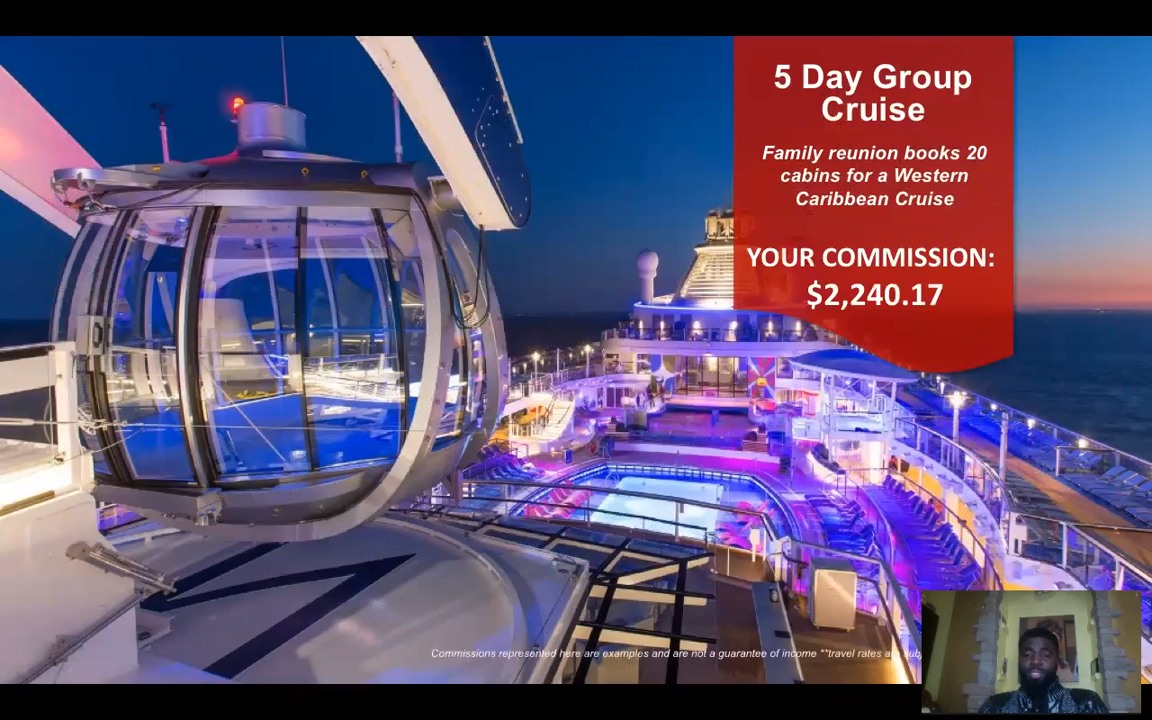 5 Day Group
Cruise
Family reunion books 20
cabins for a Western
Caribbean Cruise
YOUR COMMISSION:
$2,240.17
Commissions represented here are examples and are not a guarantee of income **travel rates are sub